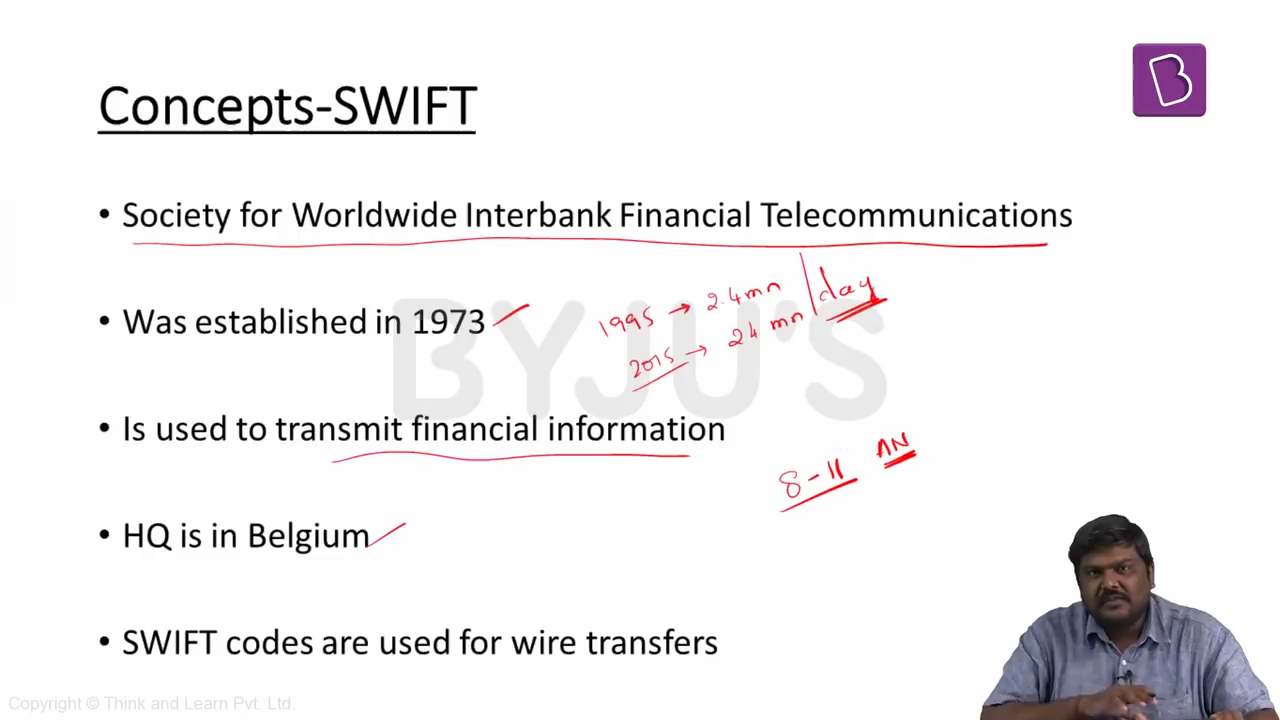 Concepts-SWIFT
• Society for Worldwide Interbank Financial Telecommunications
• Was established in 1973
1995 → 2.4mn / day
2015 → 24 mn
BYJU'S
• Is used to transmit financial information
8-11 AN
• HQ is in Belgium
• SWIFT codes are used for wire transfers
Copyright © Think and Learn Pvt. Ltd.